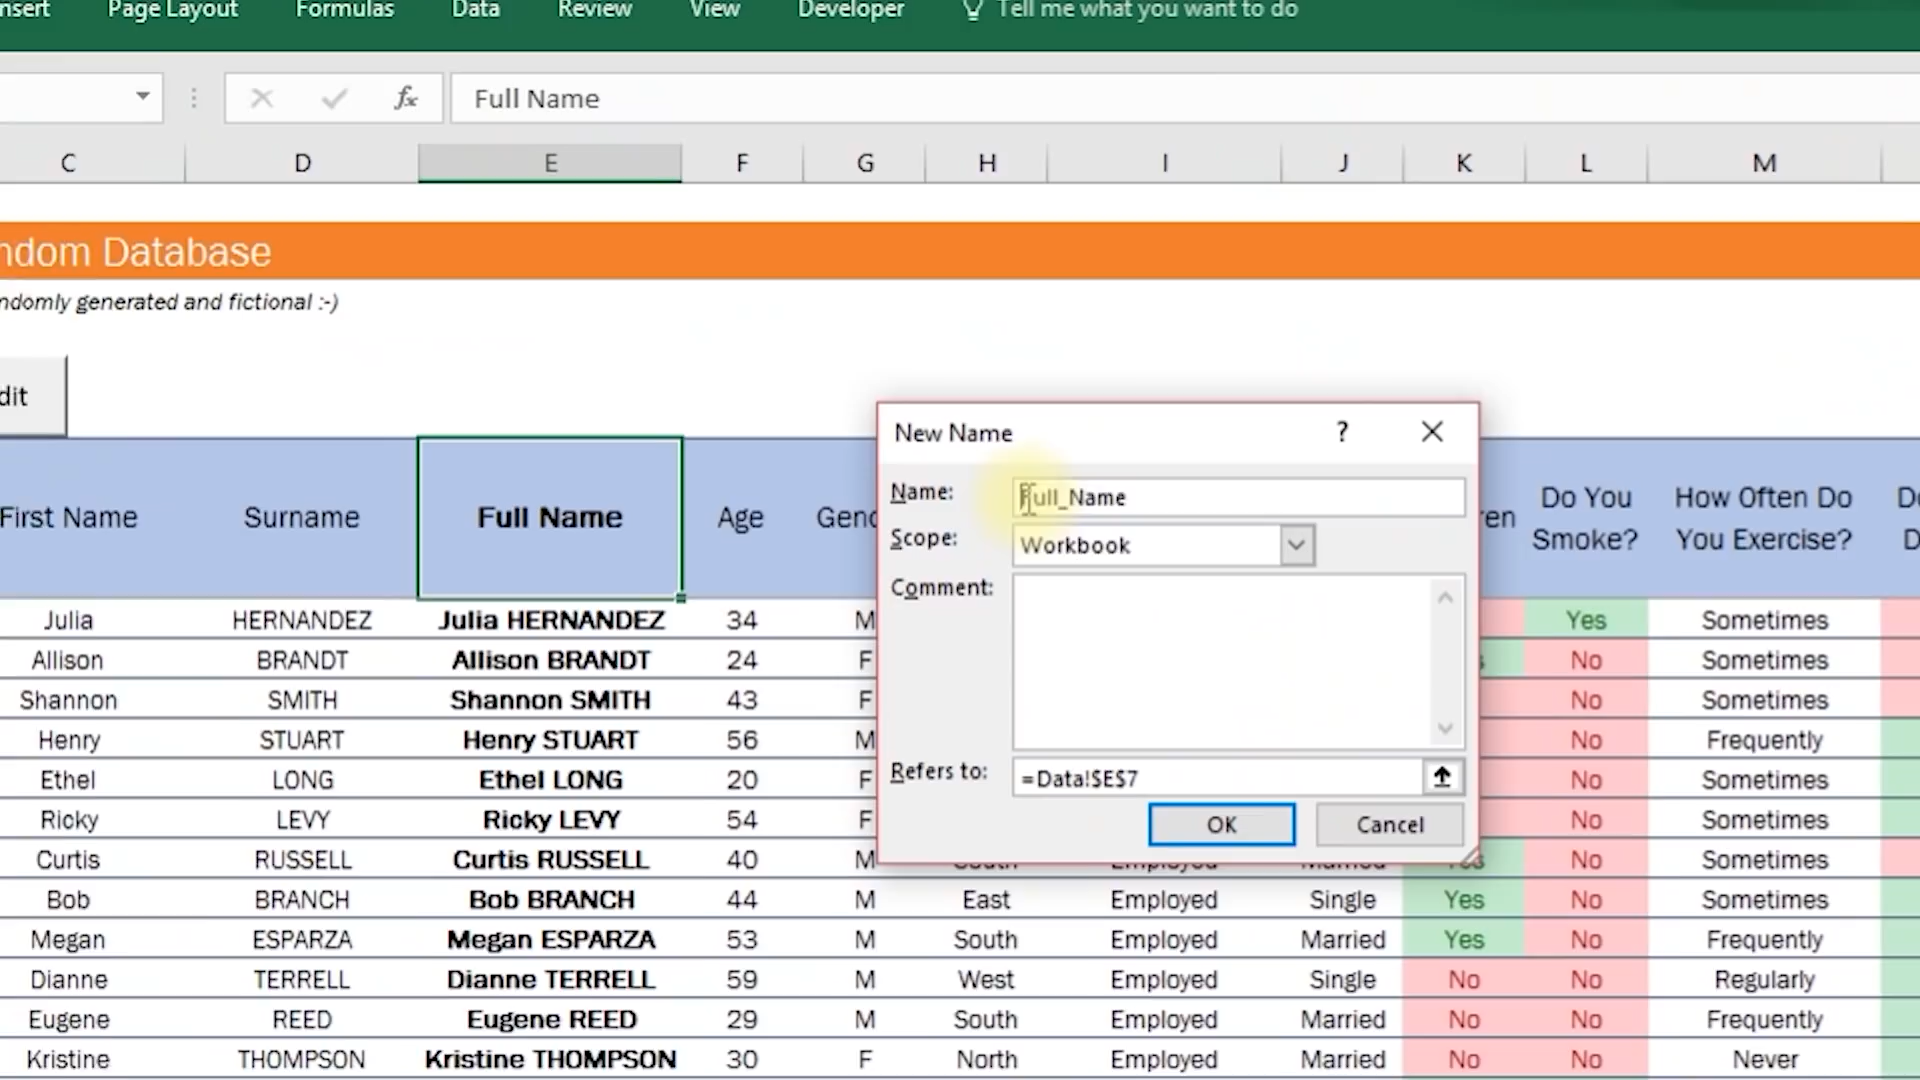 nsert Page Layout Formulas Data Review View Developer Tell me what you want to do
fx Full Name
C D E F G H I J K L M
ndom Database
ndomly generated and fictional :-)
dit
New Name ? 
Name: Full_Name
Scope: Workbook
Comment:
Refers to: =Data!$E$7
OK Cancel
First Name Surname Full Name Age Gend ren Do You Smoke? How Often Do You Exercise? D
Julia HERNANDEZ Julia HERNANDEZ 34 M Yes Sometimes
Allison BRANDT Allison BRANDT 24 F s No Sometimes
Shannon SMITH Shannon SMITH 43 F No Sometimes
Henry STUART Henry STUART 56 M No Frequently
Ethel LONG Ethel LONG 20 F No Sometimes
Ricky LEVY Ricky LEVY 54 F No Sometimes
Curtis RUSSELL Curtis RUSSELL 40 M South Employed Married Yes No Sometimes
Bob BRANCH Bob BRANCH 44 M East Employed Single Yes No Sometimes
Megan ESPARZA Megan ESPARZA 53 M South Employed Married Yes No Frequently
Dianne TERRELL Dianne TERRELL 59 M West Employed Single No No Regularly
Eugene REED Eugene REED 29 M South Employed Married No No Frequently
Kristine THOMPSON Kristine THOMPSON 30 F North Employed Married No No Never